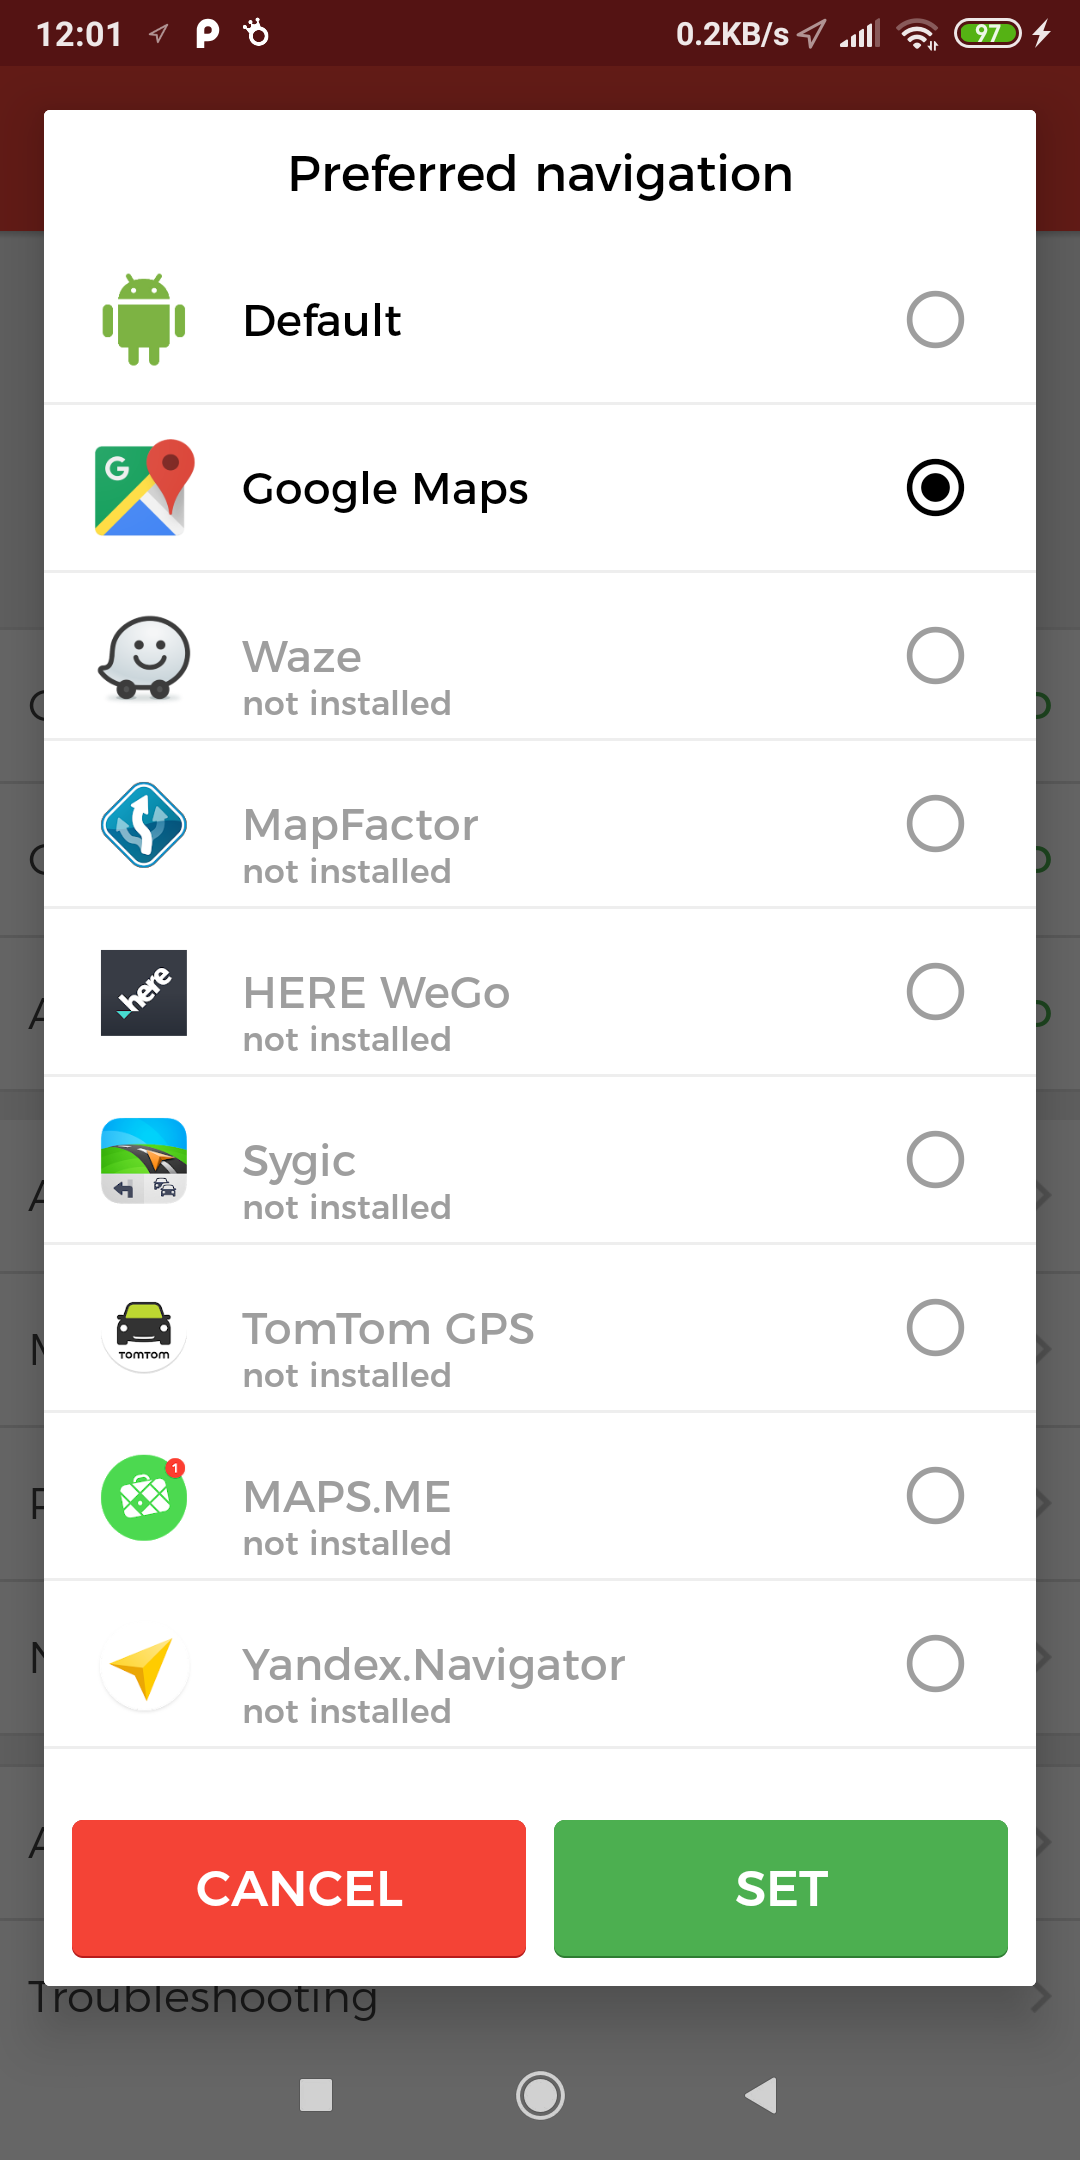 12:01
0.2KB/s
97
Preferred navigation
Default
G
Google Maps
Waze
not installed
MapFactor
not installed
here
HERE WeGo
not installed
Sygic
not installed
TOMTOM
TomTom GPS
not installed
1
MAPS.ME
not installed
Yandex.Navigator
not installed
CANCEL
SET
Troubleshooting